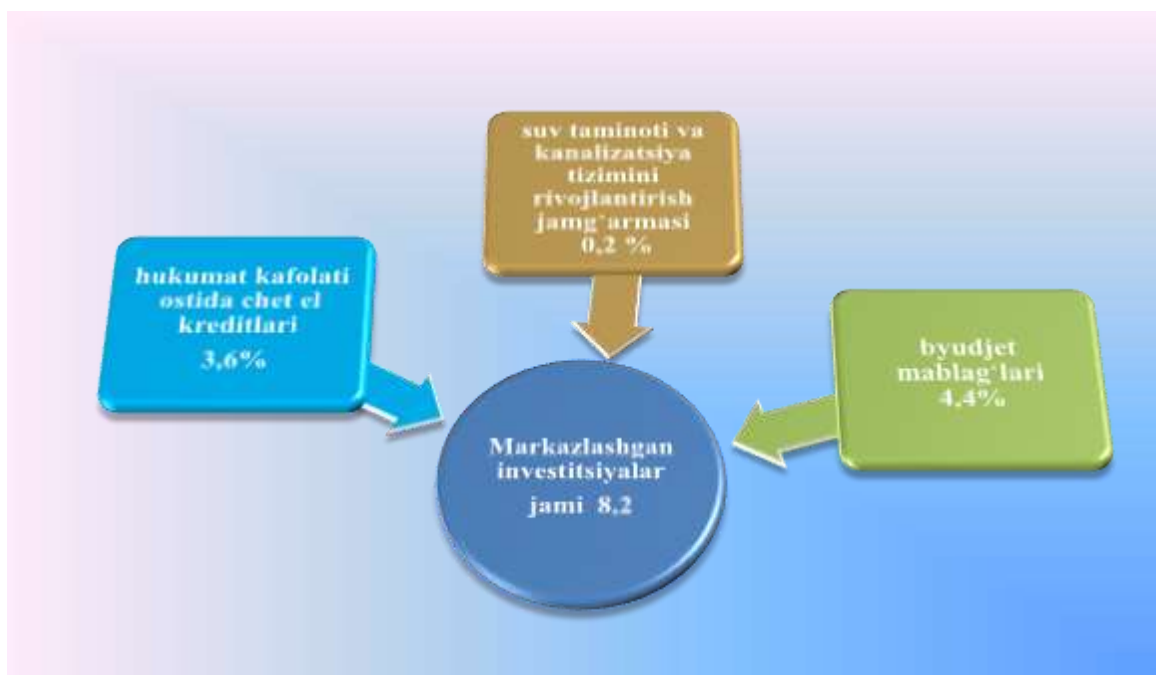 suv taminoti va
kanalizatsiya
tizimini
rivojlantirish
jamg‘armasi
0,2 %
hukumat kafolati
ostida chet el
kreditlari
3,6%
byudjet
mablag‘lari
4,4%
Markazlashgan
investitsiyalar
jami 8,2